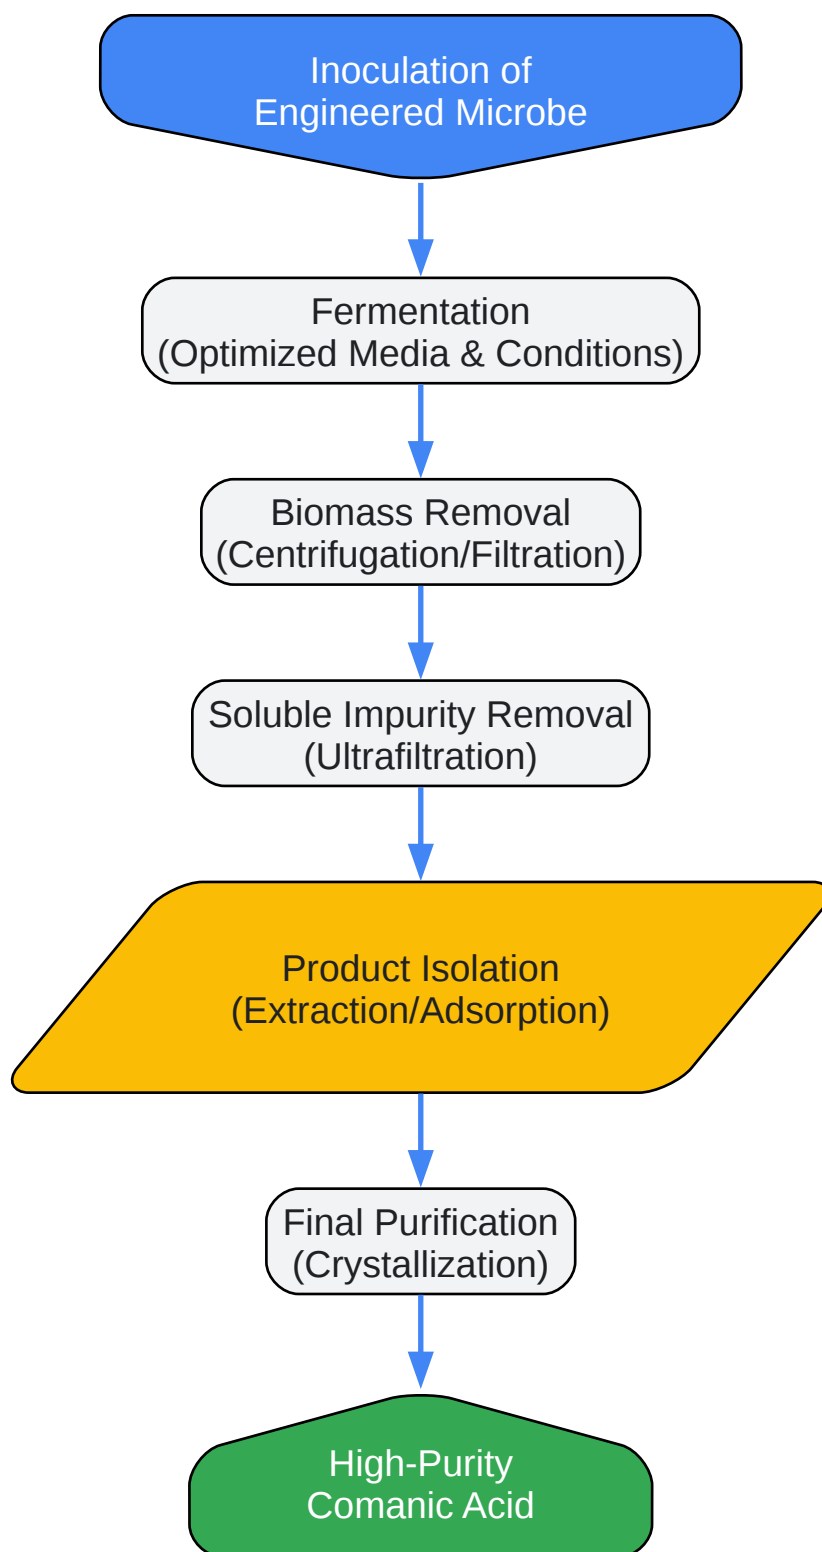 Inoculation of
Engineered Microbe
Fermentation
(Optimized Media & Conditions)
Biomass Removal
(Centrifugation/Filtration)
Soluble Impurity Removal
(Ultrafiltration)
Product Isolation
(Extraction/Adsorption)
Final Purification
(Crystallization)
High-Purity
Comanic Acid